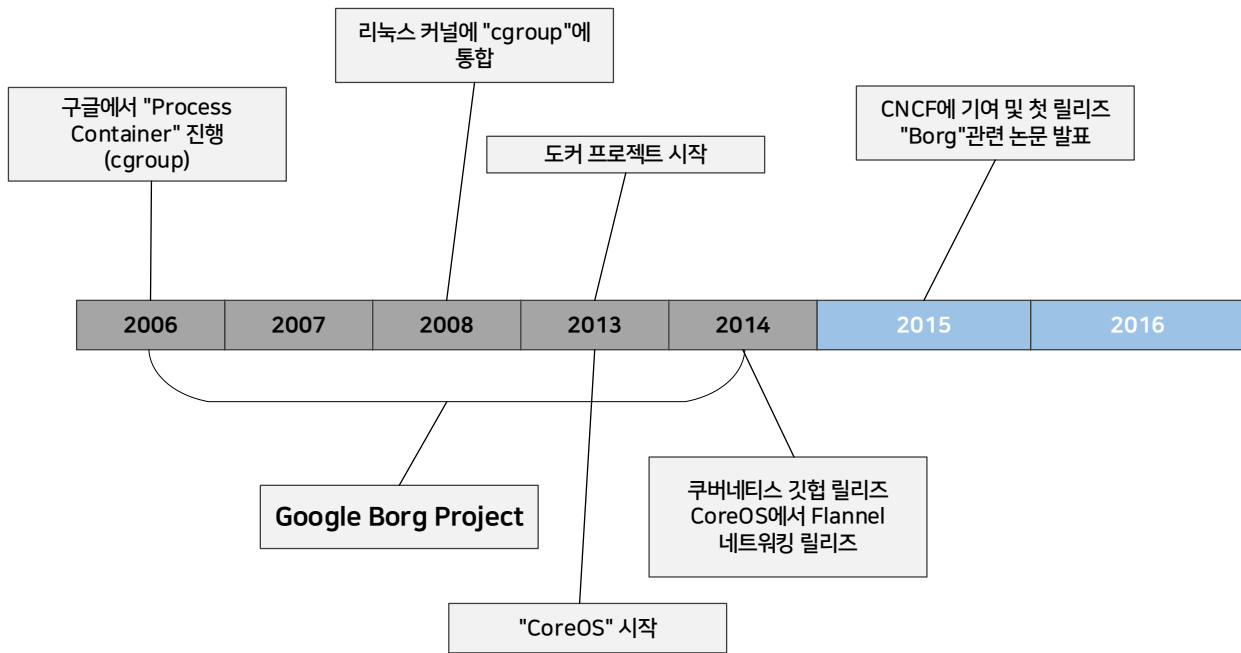 리눅스 커널에 "cgroup"에
통합
구글에서 "Process
Container" 진행
(cgroup)
CNCF에 기여 및 첫 릴리즈
"Borg"관련 논문 발표
도커 프로젝트 시작
2006
2007
2008
2013
2014
2015
2016
Google Borg Project
쿠버네티스 깃헙 릴리즈
CoreOS에서 Flannel
네트워킹 릴리즈
"CoreOS" 시작